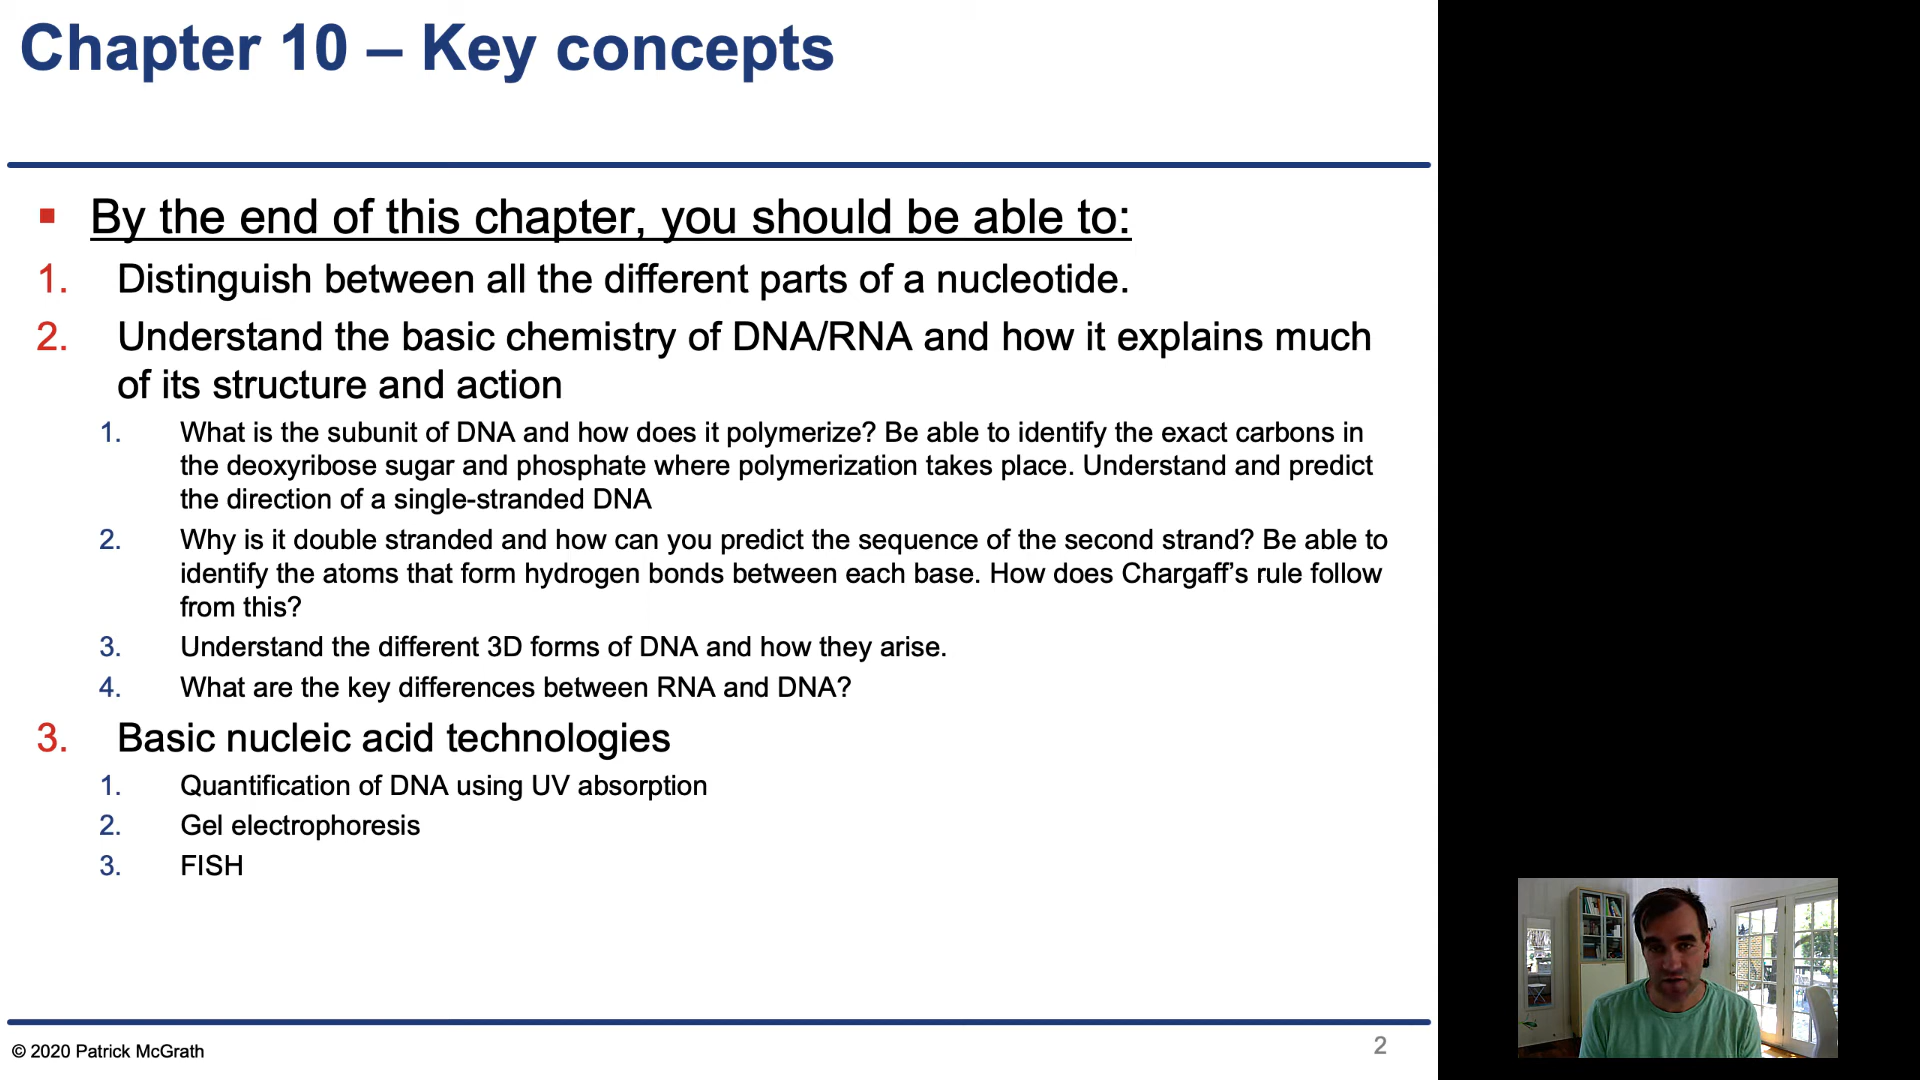 Chapter 10 – Key concepts
▪ By the end of this chapter, you should be able to:
1. Distinguish between all the different parts of a nucleotide.
2. Understand the basic chemistry of DNA/RNA and how it explains much
of its structure and action
1. What is the subunit of DNA and how does it polymerize? Be able to identify the exact carbons in
the deoxyribose sugar and phosphate where polymerization takes place. Understand and predict
the direction of a single-stranded DNA
2. Why is it double stranded and how can you predict the sequence of the second strand? Be able to
identify the atoms that form hydrogen bonds between each base. How does Chargaff’s rule follow
from this?
3. Understand the different 3D forms of DNA and how they arise.
4. What are the key differences between RNA and DNA?
3. Basic nucleic acid technologies
1. Quantification of DNA using UV absorption
2. Gel electrophoresis
3. FISH
© 2020 Patrick McGrath
2